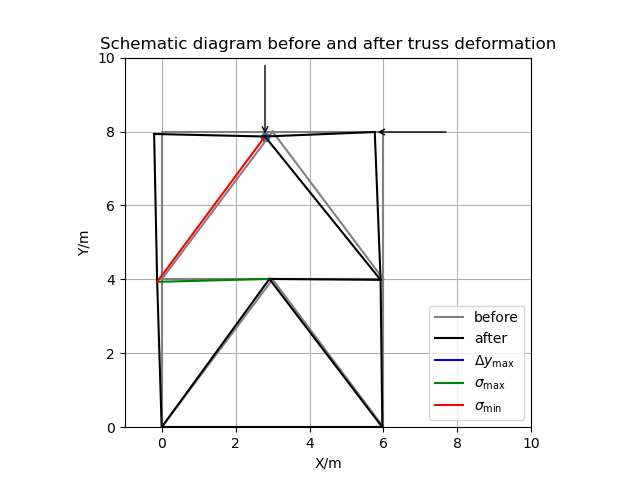 Schematic diagram before and after truss deformation
10
8
6
4
2
0
Y/m
0 2 4 6 8 10
X/m
before
after
Δy_max
σ_max
σ_min